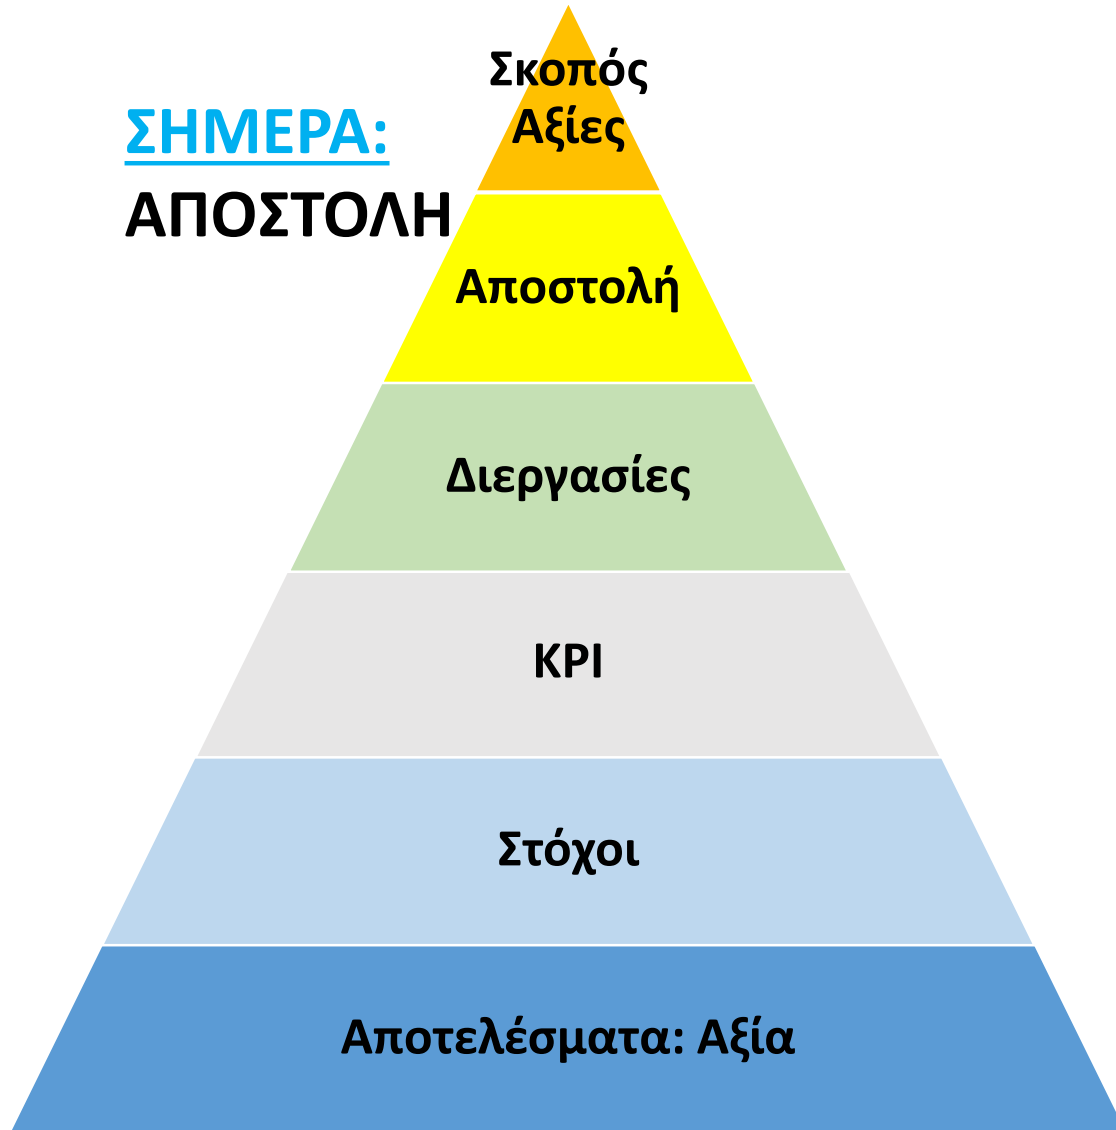 Σκοπός
Αξίες
ΣΗΜΕΡΑ:
ΑΠΟΣΤΟΛΗ
Αποστολή
Διεργασίες
KPI
Στόχοι
Αποτελέσματα: Αξία